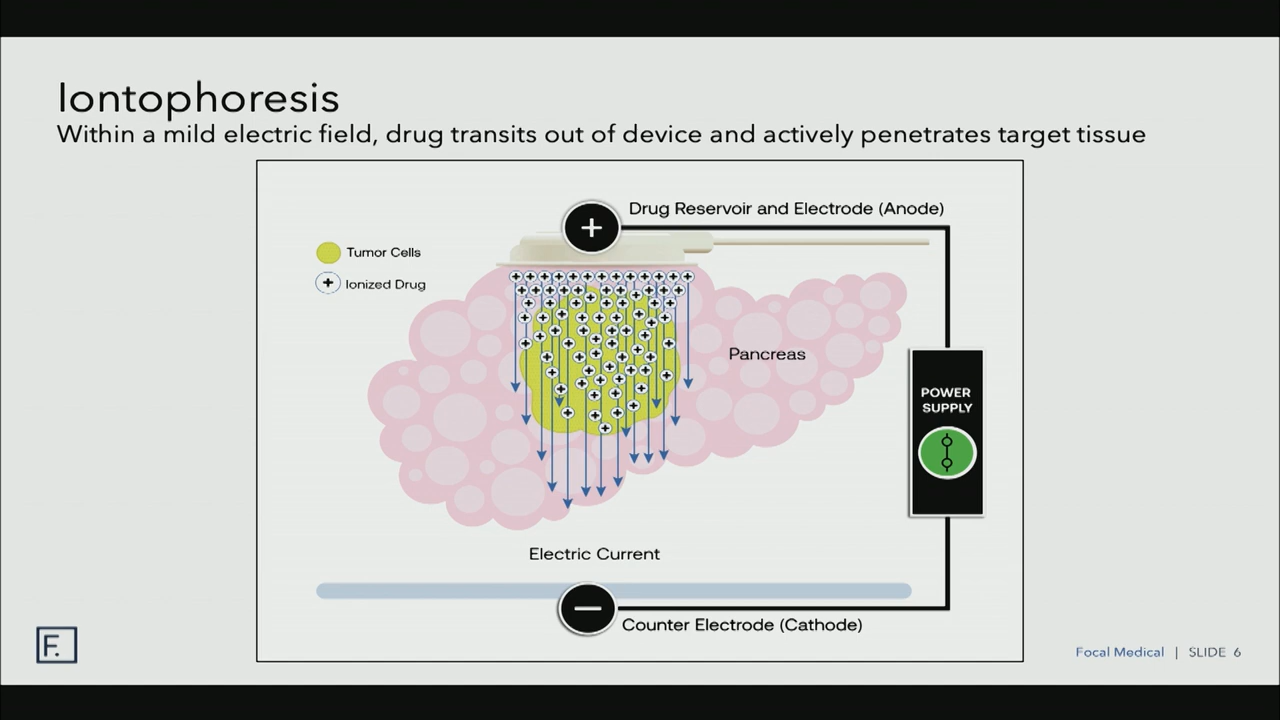 Iontophoresis
Within a mild electric field, drug transits out of device and actively penetrates target tissue
+
Drug Reservoir and Electrode (Anode)
Tumor Cells
+ Ionized Drug
Pancreas
POWER
SUPPLY
Electric Current
Counter Electrode (Cathode)
F.
Focal Medical | SLIDE 6